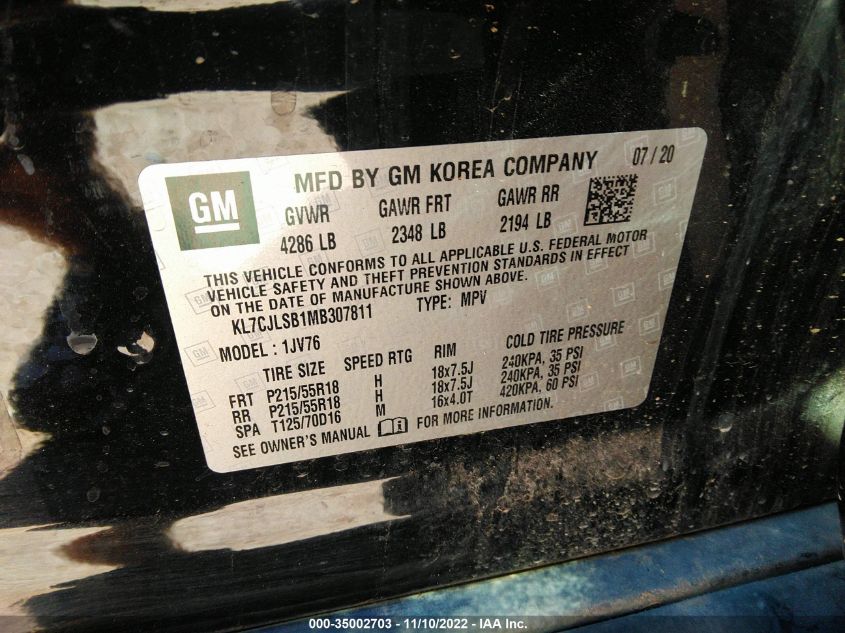 GM
MFD BY GM KOREA COMPANY 07 / 20
GVWR GAWR FRT GAWR RR
4286 LB 2348 LB 2194 LB
THIS VEHICLE CONFORMS TO ALL APPLICABLE U.S. FEDERAL MOTOR
VEHICLE SAFETY AND THEFT PREVENTION STANDARDS IN EFFECT
ON THE DATE OF MANUFACTURE SHOWN ABOVE.
KL7CJLSB1MB307811 TYPE: MPV
MODEL : 1JV76
TIRE SIZE SPEED RTG RIM COLD TIRE PRESSURE
FRT P215/55R18 H 18x7.5J 240KPA, 35 PSI
RR P215/55R18 H 18x7.5J 240KPA, 35 PSI
SPA T125/70D16 M 16x4.0T 420KPA, 60 PSI
SEE OWNER'S MANUAL FOR MORE INFORMATION.
000-35002703 - 11/10/2022 - IAA Inc.